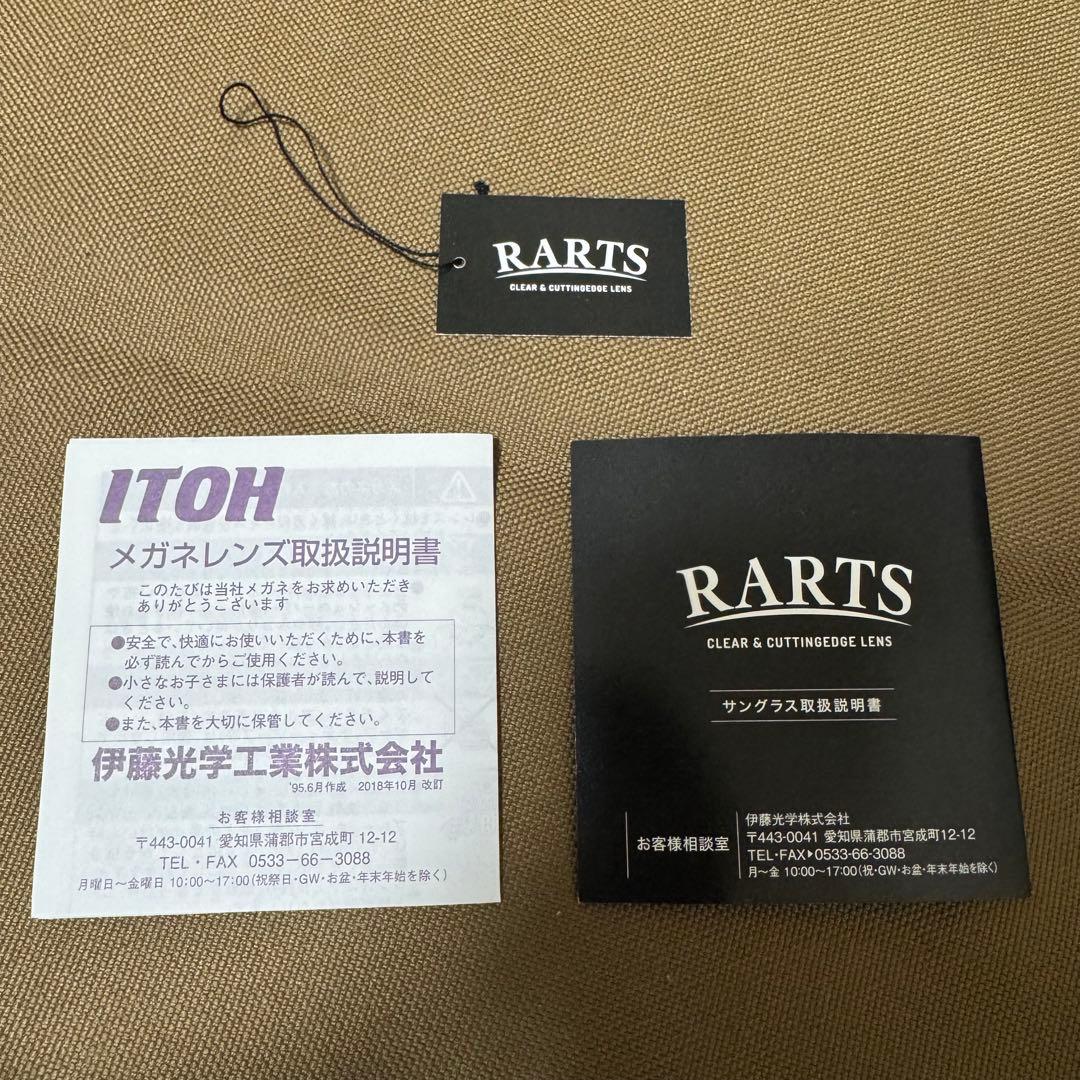 RARTS
CLEAR & CUTTINGEDGE LENS
ITOH
メガネレンズ取扱説明書
このたびは当社メガネをお求めいただき
ありがとうございます
●安全で、快適にお使いいただくために、本書を
必ず読んでからご使用ください。
●小さなお子さまには保護者が読んで、説明して
ください。
●また、本書を大切に保管してください。
伊藤光学工業株式会社
'95.6月作成 2018年10月 改訂
お客様相談室
〒443-0041 愛知県蒲郡市宮成町 12-12
TEL・FAX 0533-66-3088
月曜日〜金曜日 10:00〜17:00(祝祭日・GW・お盆・年末年始を除く)
RARTS
CLEAR & CUTTINGEDGE LENS
サングラス取扱説明書
お客様相談室
伊藤光学株式会社
〒443-0041 愛知県蒲郡市宮成町12-12
TEL・FAX▶0533-66-3088
月〜金 10:00〜17:00(祝・GW・お盆・年末年始を除く)